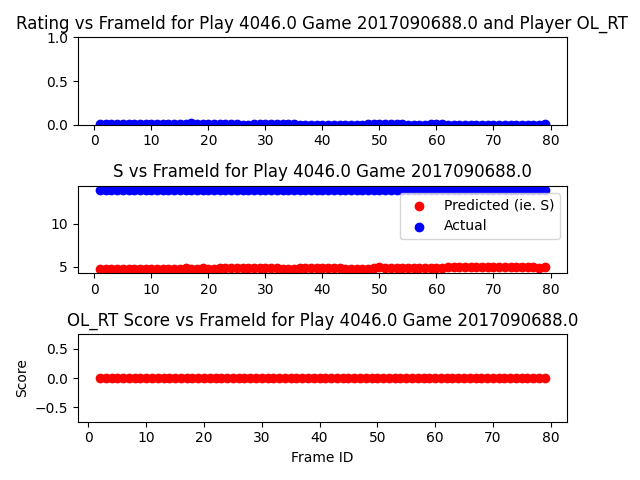 Rating vs FrameId for Play 4046.0 Game 2017090688.0 and Player OL_RT
1.0
0.5
0.0
0 10 20 30 40 50 60 70 80
S vs FrameId for Play 4046.0 Game 2017090688.0
Predicted (ie. S)
10
Actual
5
0 10 20 30 40 50 60 70 80
OL_RT Score vs FrameId for Play 4046.0 Game 2017090688.0
0.5
Score
0.0
−0.5
0 10 20 30 40 50 60 70 80
Frame ID